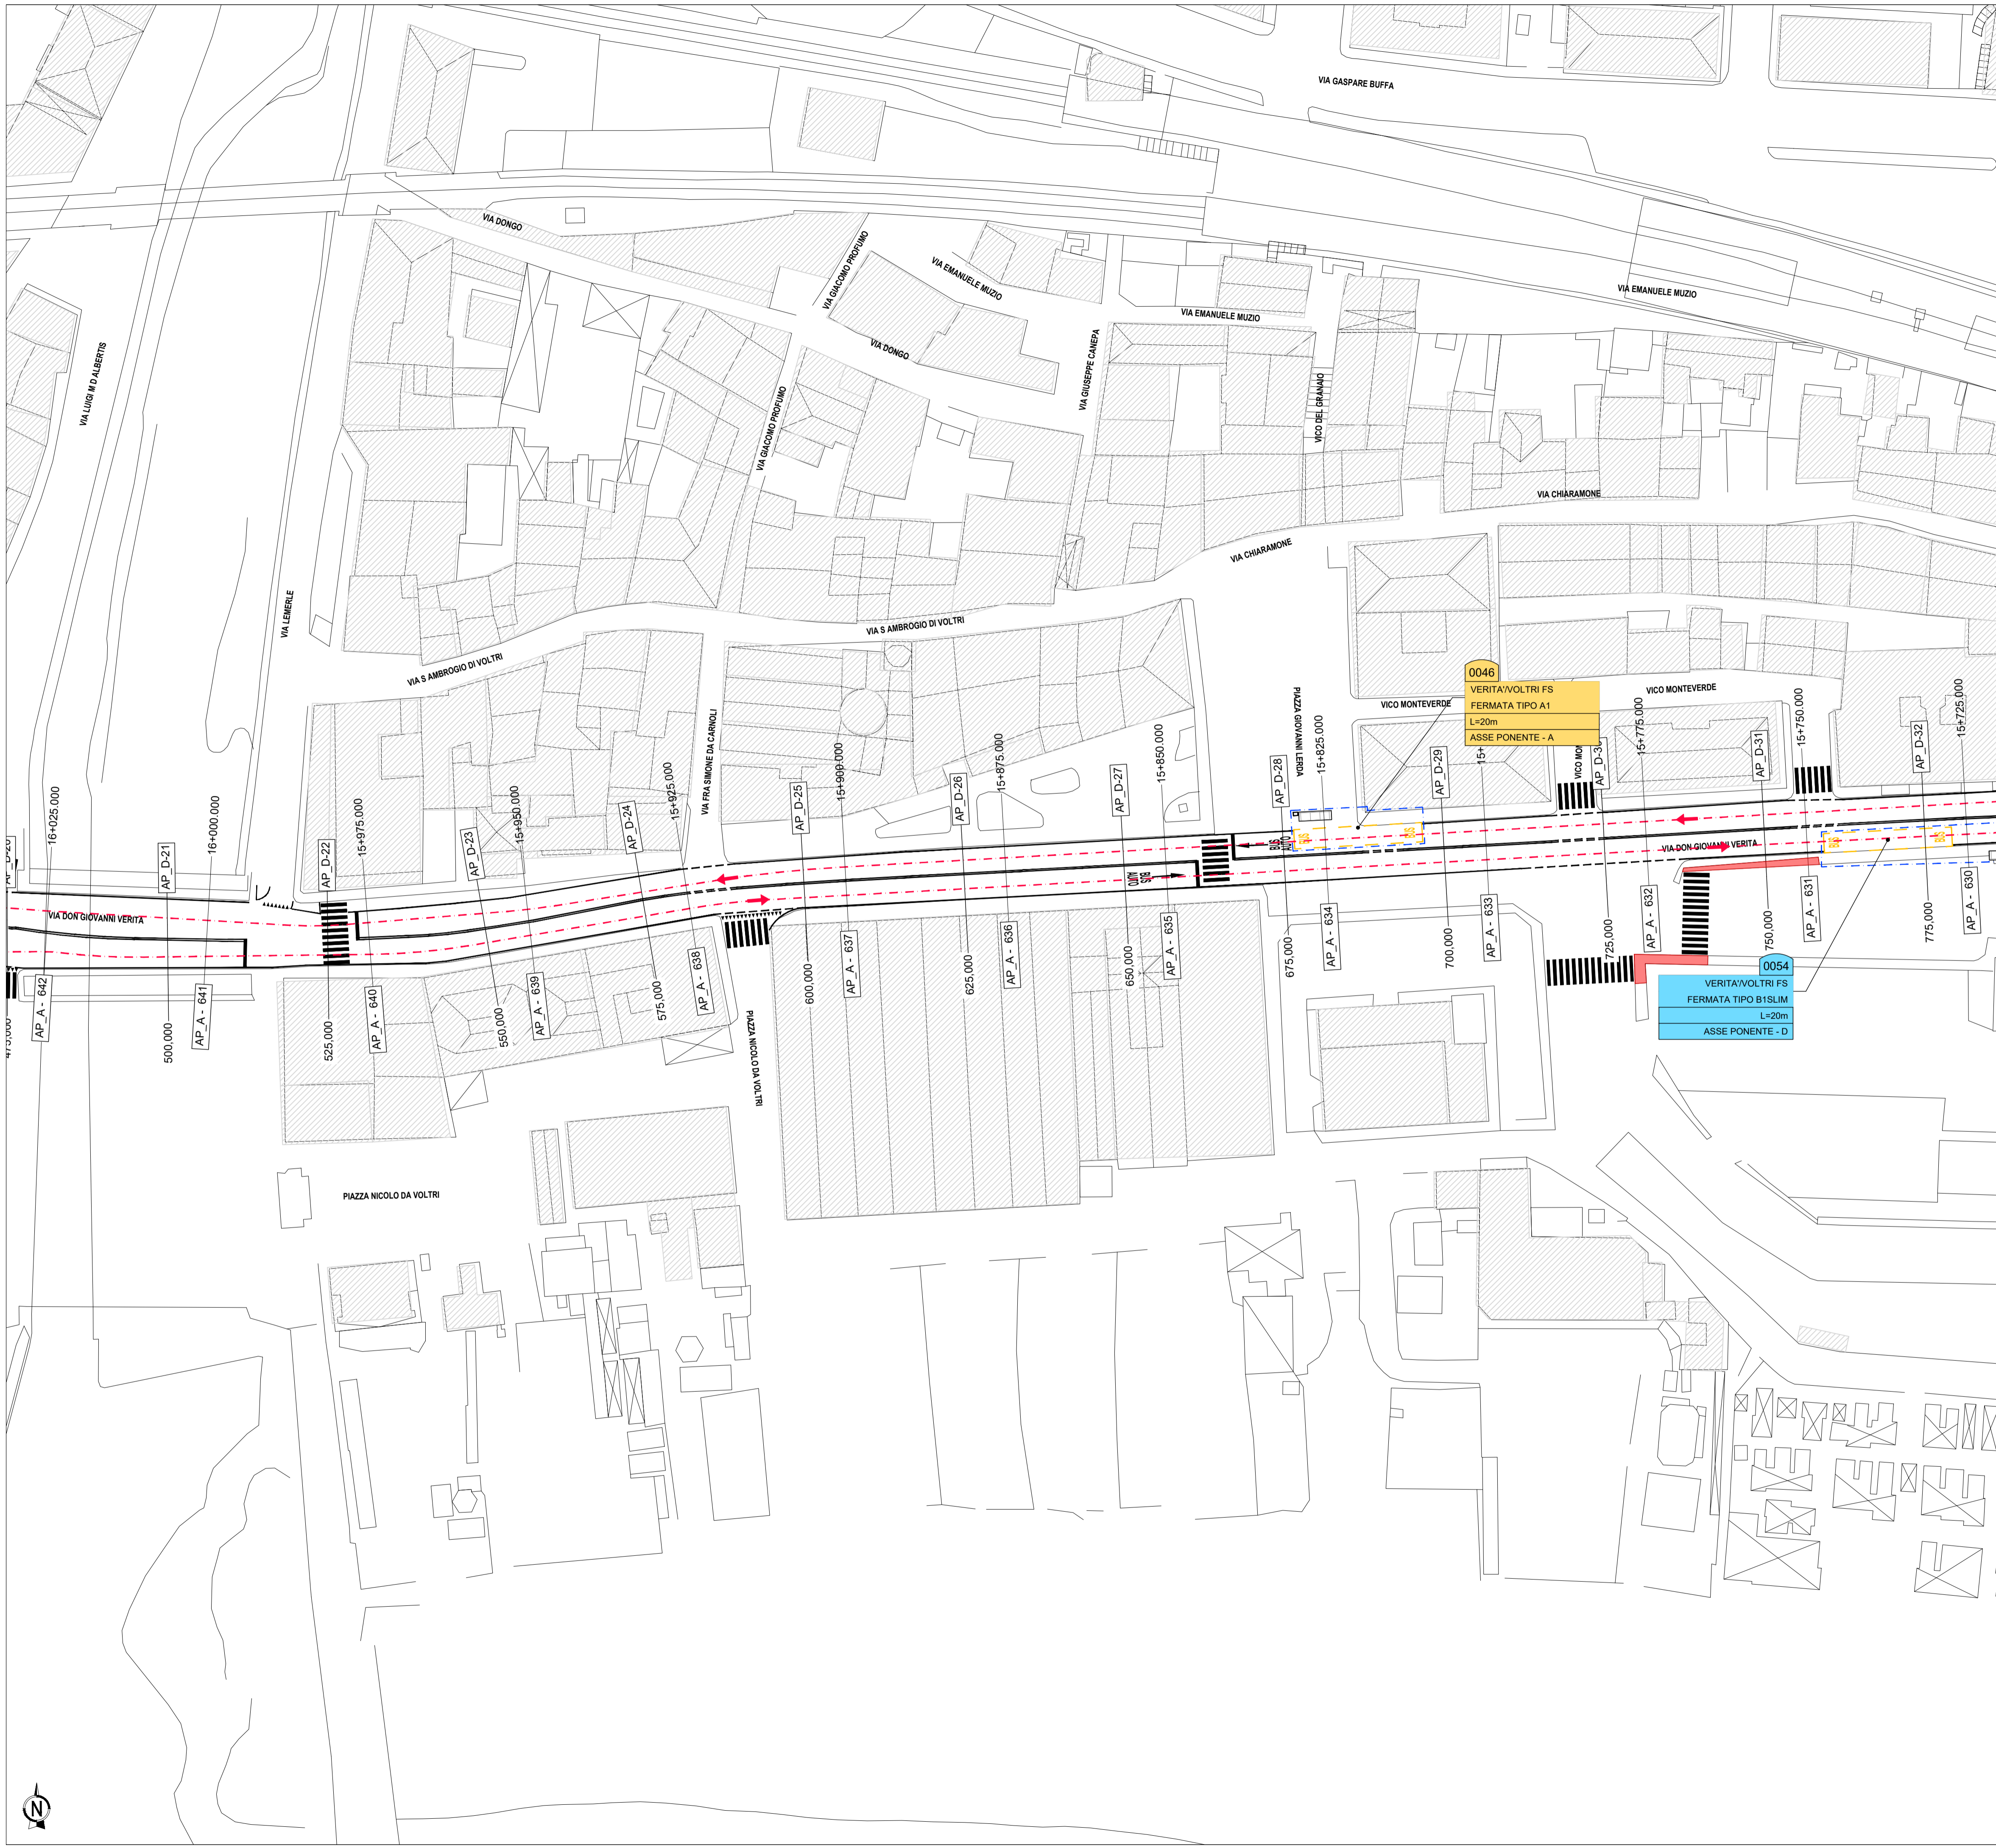 VIA GASPARE BUFFA
VIA DONGO
VIA GIACOMO PROFUMO
VIA EMANUELE MUZIO
VIA EMANUELE MUZIO
VIA EMANUELE MUZIO
VIA LUIGI M D ALBERTIS
VIA DONGO
VIA GIUSEPPE CANEPA
VICO DEL GRANAIO
VIA GIACOMO PROFUMO
VIA CHIARAMONE
VIA CHIARAMONE
VIA LEMERLE
VIA S AMBROGIO DI VOLTRI
VIA S AMBROGIO DI VOLTRI
VIA FRA SIMONE DA CARNOLI
PIAZZA GIOVANNI LERDA
VICO MONTEVERDE
VICO MONTEVERDE
0046
VERITA'/VOLTRI FS
FERMATA TIPO A1
L=20m
ASSE PONENTE - A
16+025.000
16+000.000
15+975.000
15+950.000
15+925.000
15+900.000
15+875.000
15+850.000
15+825.000
15+
15+775.000
15+750.000
15+725.000
AP_D-21
AP_D-22
AP_D-23
AP_D-24
AP_D-25
AP_D-26
AP_D-27
AP_D-28
AP_D-29
AP_D-31
AP_D-32
VICO MON
BUS
AUTO
VIA DON GIOVANNI VERITA
VIA DON GIOVANNI VERITA
AP_A - 642
AP_A - 641
AP_A - 640
AP_A - 639
AP_A - 638
AP_A - 637
AP_A - 636
AP_A - 635
AP_A - 634
AP_A - 633
AP_A - 632
AP_A - 631
AP_A - 630
475,000
500,000
525,000
550,000
575,000
600,000
625,000
650,000
675,000
700,000
725,000
750,000
775,000
0054
VERITA'/VOLTRI FS
FERMATA TIPO B1SLIM
L=20m
ASSE PONENTE - D
PIAZZA NICOLO DA VOLTRI
PIAZZA NICOLO DA VOLTRI
N